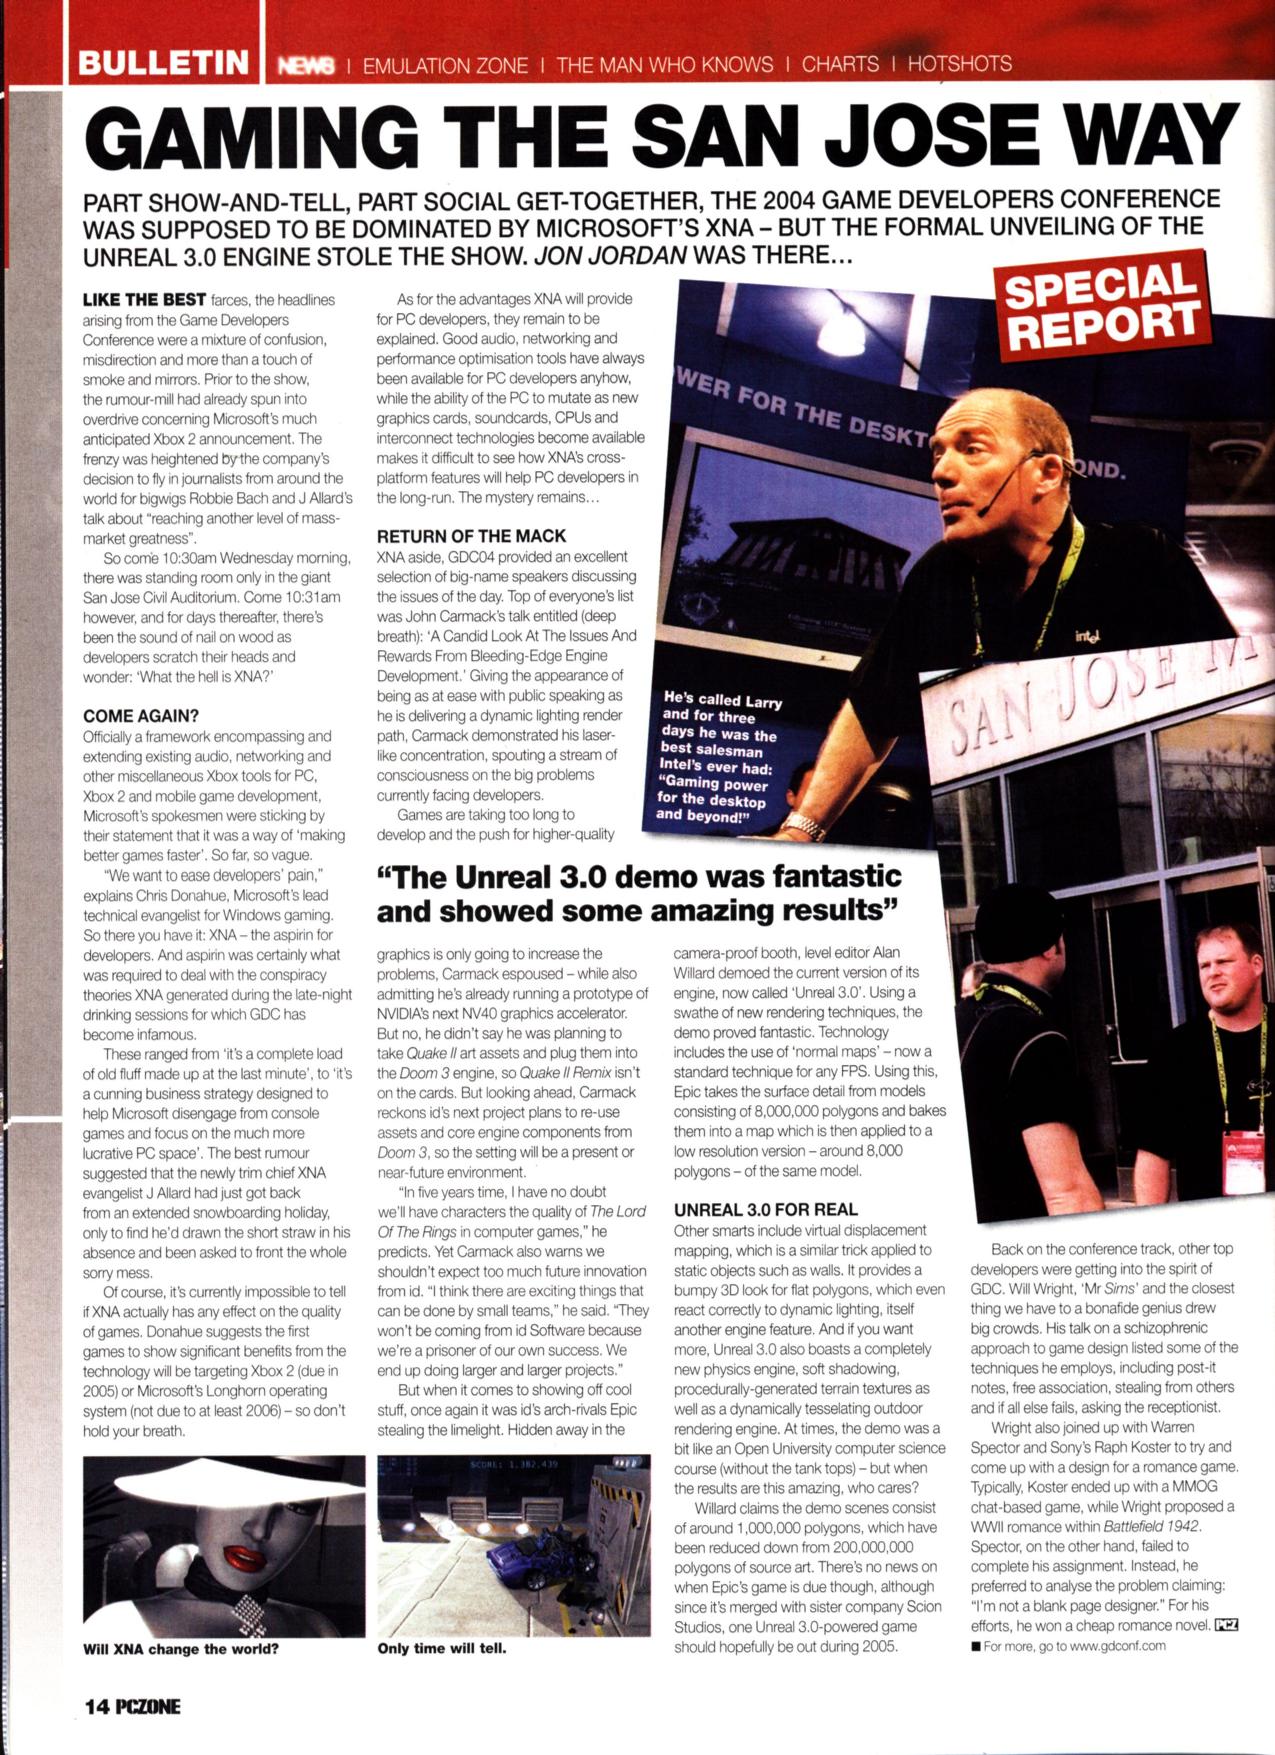 BULLETIN
NEWS | EMULATION ZONE | THE MAN WHO KNOWS | CHARTS | HOTSHOTS
GAMING THE SAN JOSE WAY
PART SHOW-AND-TELL, PART SOCIAL GET-TOGETHER, THE 2004 GAME DEVELOPERS CONFERENCE
WAS SUPPOSED TO BE DOMINATED BY MICROSOFT'S XNA – BUT THE FORMAL UNVEILING OF THE
UNREAL 3.0 ENGINE STOLE THE SHOW. JON JORDAN WAS THERE...
SPECIAL
REPORT
LIKE THE BEST farces, the headlines
arising from the Game Developers
Conference were a mixture of confusion,
misdirection and more than a touch of
smoke and mirrors. Prior to the show,
the rumour-mill had already spun into
overdrive concerning Microsoft's much
anticipated Xbox 2 announcement. The
frenzy was heightened by the company's
decision to fly in journalists from around the
world for bigwigs Robbie Bach and J Allard's
talk about "reaching another level of mass-
market greatness".
So come 10:30am Wednesday morning,
there was standing room only in the giant
San Jose Civil Auditorium. Come 10:31am
however, and for days thereafter, there's
been the sound of nail on wood as
developers scratch their heads and
wonder: 'What the hell is XNA?'
COME AGAIN?
Officially a framework encompassing and
extending existing audio, networking and
other miscellaneous Xbox tools for PC,
Xbox 2 and mobile game development,
Microsoft's spokesmen were sticking by
their statement that it was a way of 'making
better games faster'. So far, so vague.
"We want to ease developers' pain,"
explains Chris Donahue, Microsoft's lead
technical evangelist for Windows gaming.
So there you have it: XNA – the aspirin for
developers. And aspirin was certainly what
was required to deal with the conspiracy
theories XNA generated during the late-night
drinking sessions for which GDC has
become infamous.
These ranged from 'it's a complete load
of old fluff made up at the last minute', to 'it's
a cunning business strategy designed to
help Microsoft disengage from console
games and focus on the much more
lucrative PC space'. The best rumour
suggested that the newly trim chief XNA
evangelist J Allard had just got back
from an extended snowboarding holiday,
only to find he'd drawn the short straw in his
absence and been asked to front the whole
sorry mess.
Of course, it's currently impossible to tell
if XNA actually has any effect on the quality
of games. Donahue suggests the first
games to show significant benefits from the
technology will be targeting Xbox 2 (due in
2005) or Microsoft's Longhorn operating
system (not due to at least 2006) – so don't
hold your breath.
As for the advantages XNA will provide
for PC developers, they remain to be
explained. Good audio, networking and
performance optimisation tools have always
been available for PC developers anyhow,
while the ability of the PC to mutate as new
graphics cards, soundcards, CPUs and
interconnect technologies become available
makes it difficult to see how XNA's cross-
platform features will help PC developers in
the long-run. The mystery remains...
RETURN OF THE MACK
XNA aside, GDC04 provided an excellent
selection of big-name speakers discussing
the issues of the day. Top of everyone's list
was John Carmack's talk entitled (deep
breath): 'A Candid Look At The Issues And
Rewards From Bleeding-Edge Engine
Development.' Giving the appearance of
being as at ease with public speaking as
he is delivering a dynamic lighting render
path, Carmack demonstrated his laser-
like concentration, spouting a stream of
consciousness on the big problems
currently facing developers.
Games are taking too long to
develop and the push for higher-quality
WER FOR THE DESKT
OND.
intel
He's called Larry
and for three
days he was the
best salesman
Intel's ever had:
"Gaming power
for the desktop
and beyond!"
SAN JOSE M
"The Unreal 3.0 demo was fantastic
and showed some amazing results"
graphics is only going to increase the
problems, Carmack espoused – while also
admitting he's already running a prototype of
NVIDIA's next NV40 graphics accelerator.
But no, he didn't say he was planning to
take Quake II art assets and plug them into
the Doom 3 engine, so Quake II Remix isn't
on the cards. But looking ahead, Carmack
reckons id's next project plans to re-use
assets and core engine components from
Doom 3, so the setting will be a present or
near-future environment.
"In five years time, I have no doubt
we'll have characters the quality of The Lord
Of The Rings in computer games," he
predicts. Yet Carmack also warns we
shouldn't expect too much future innovation
from id. "I think there are exciting things that
can be done by small teams," he said. "They
won't be coming from id Software because
we're a prisoner of our own success. We
end up doing larger and larger projects."
But when it comes to showing off cool
stuff, once again it was id's arch-rivals Epic
stealing the limelight. Hidden away in the
camera-proof booth, level editor Alan
Willard demoed the current version of its
engine, now called 'Unreal 3.0'. Using a
swathe of new rendering techniques, the
demo proved fantastic. Technology
includes the use of 'normal maps' – now a
standard technique for any FPS. Using this,
Epic takes the surface detail from models
consisting of 8,000,000 polygons and bakes
them into a map which is then applied to a
low resolution version – around 8,000
polygons – of the same model.
UNREAL 3.0 FOR REAL
Other smarts include virtual displacement
mapping, which is a similar trick applied to
static objects such as walls. It provides a
bumpy 3D look for flat polygons, which even
react correctly to dynamic lighting, itself
another engine feature. And if you want
more, Unreal 3.0 also boasts a completely
new physics engine, soft shadowing,
procedurally-generated terrain textures as
well as a dynamically tesselating outdoor
rendering engine. At times, the demo was a
bit like an Open University computer science
course (without the tank tops) – but when
the results are this amazing, who cares?
Willard claims the demo scenes consist
of around 1,000,000 polygons, which have
been reduced down from 200,000,000
polygons of source art. There's no news on
when Epic's game is due though, although
since it's merged with sister company Scion
Studios, one Unreal 3.0-powered game
should hopefully be out during 2005.
Back on the conference track, other top
developers were getting into the spirit of
GDC. Will Wright, 'Mr Sims' and the closest
thing we have to a bonafide genius drew
big crowds. His talk on a schizophrenic
approach to game design listed some of the
techniques he employs, including post-it
notes, free association, stealing from others
and if all else fails, asking the receptionist.
Wright also joined up with Warren
Spector and Sony's Raph Koster to try and
come up with a design for a romance game.
Typically, Koster ended up with a MMOG
chat-based game, while Wright proposed a
WWII romance within Battlefield 1942.
Spector, on the other hand, failed to
complete his assignment. Instead, he
preferred to analyse the problem claiming:
"I'm not a blank page designer." For his
efforts, he won a cheap romance novel. PCZ
■ For more, go to www.gdconf.com
SCORE: 1,382,439
Will XNA change the world?
Only time will tell.
14 PCZONE